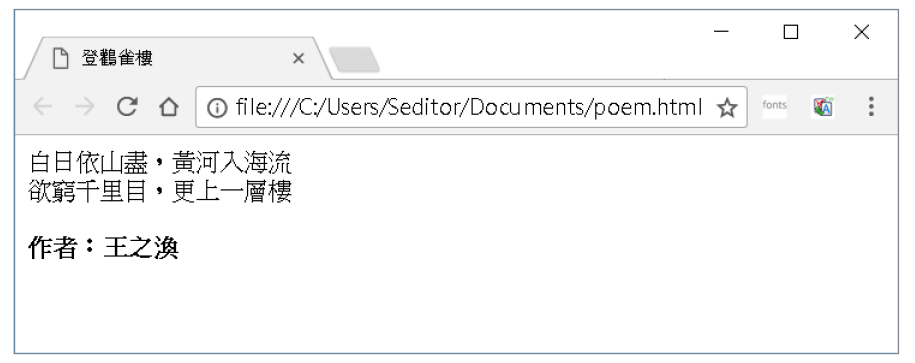 登鸛雀樓
file:///C:/Users/Seditor/Documents/poem.html
fonts
白日依山盡，黃河入海流
欲窮千里目，更上一層樓
作者：王之渙